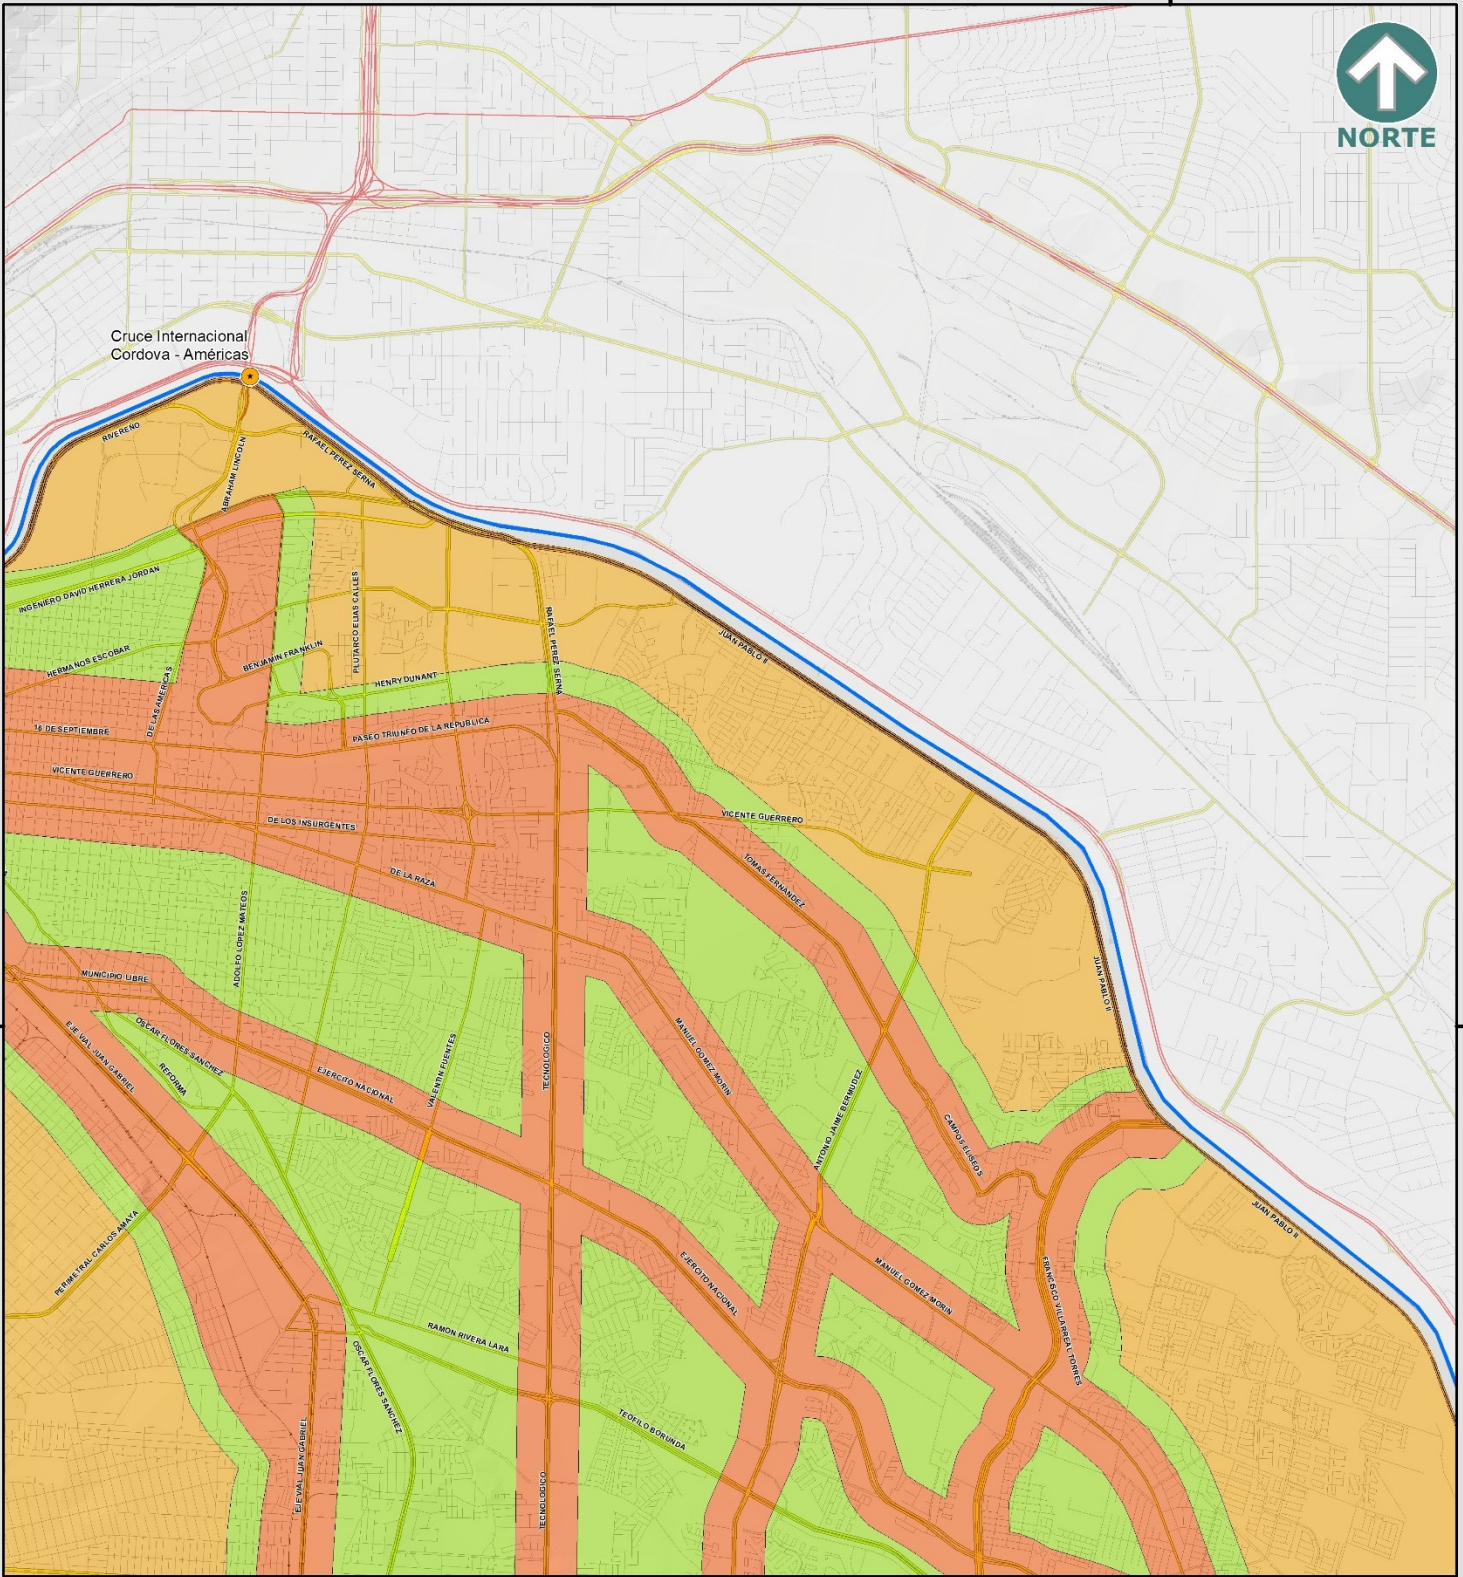 NORTE
Cruce Internacional
Cordova - Américas
RIVEREÑO
ABRAHAM LINCOLN
RAFAEL PEREZ SERNA
INGENIERO DAVID HERRERA JORDAN
PLUTARCO ELIAS CALLES
RAFAEL PEREZ SERNA
JUAN PABLO II
HERMANOS ESCOBAR
BENJAMIN FRANKLIN
HENRY DUNANT
DE LAS AMERICAS
16 DE SEPTIEMBRE
PASEO TRIUNFO DE LA REPUBLICA
VICENTE GUERRERO
DE LOS INSURGENTES
VICENTE GUERRERO
DE LA RAZA
TOMAS FERNANDEZ
ADOLFO LOPEZ MATEOS
MUNICIPIO LIBRE
JUAN PABLO II
EJE VIAL JUAN GABRIEL
OSCAR FLORES SANCHEZ
REFORMA
EJERCITO NACIONAL
VALENTIN FUENTES
TECNOLOGICO
MANUEL GOMEZ MORIN
ANTONIO JAIME BERMUDEZ
CAMPOS ELISEOS
JUAN PABLO II
PERIMETRAL CARLOS AMAYA
EJERCITO NACIONAL
MANUEL GOMEZ MORIN
FRANCISCO VILLARREAL TORRES
RAMON RIVERA LARA
OSCAR FLORES SANCHEZ
TEOFILO BORUNDA
EJE VIAL JUAN GABRIEL
TECNOLOGICO